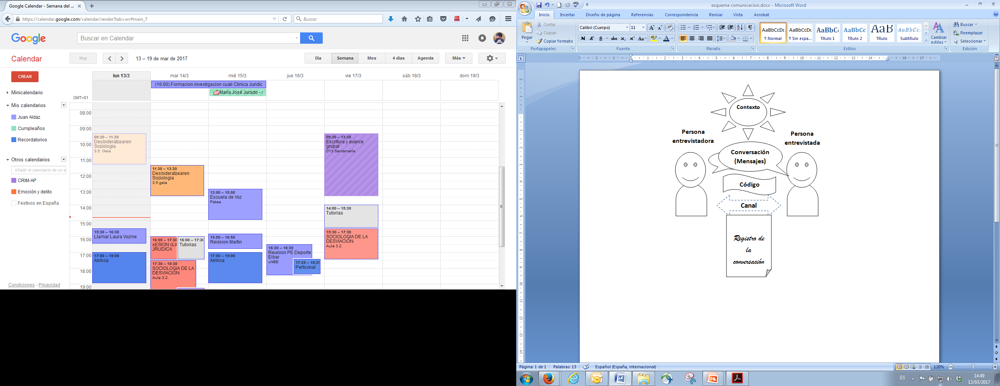 Google Calendar - Semana del ...
https://calendar.google.com/calendar/render?tab=wc#main_7
Buscar
Google
Buscar en Calendar
Calendar
Hoy
13 – 19 de mar de 2017
Día
Semana
Mes
4 días
Agenda
Más
CREAR
Minicalendario
Mis calendarios
Juan Aldaz
Cumpleaños
Recordatorios
Otros calendarios
Añadir el calendario de un a
CRIM-AP
Emoción y delito
Festivos en España
Condiciones - Privacidad
lun 13/3
mar 14/3
mié 15/3
jue 16/3
vie 17/3
sáb 18/3
dom 19/3
GMT+01
(16:00) Formacion investigacion cuali Clinica Juridic
María José Jurado -
08:00
09:00
10:00
11:00
12:00
13:00
14:00
15:00
16:00
17:00
18:00
19:00
09:30 – 11:30
Desbideratzearen
Soziologia
3.5. Gela
15:30 – 16:30
Llamar Laura Vozme
17:00 – 19:00
Ainhoa
11:30 – 13:30
Desbideratzearen
Soziologia
3.5 gela
16:00 – 17:30
sESION cLII
JRUDICA
16:00 – 17:30
Tutorias
17:30 – 19:30
SOCIOLOGIA DE LA
DESVIACIÓN
Aula 3.2.
13:00 – 15:00
Escuela de Voz
Pakea
15:50 – 16:50
Revision Martin
17:00 – 19:00
Ainhoa
16:30 – 18:30
Reunion PE Deporte
Eibar
uNBE
17:25 – 18:25
Pertsonal
09:30 – 13:30
Escritura y avance
grupal
D13 Santamaría
14:00 – 15:30
Tutorias
15:30 – 17:30
SOCIOLOGIA DE LA
DESVIACIÓN
Aula 3.2.
esquema comunicacion.docx - Microsoft Word
Inicio
Insertar
Diseño de página
Referencias
Correspondencia
Revisar
Vista
Acrobat
Pegar
Cortar
Copiar
Copiar formato
Portapapeles
Calibri (Cuerpo)
11
Fuente
Párrafo
AaBbCcDc
¶ Normal
AaBbCcDc
¶ Sin espa...
AaBbC
Título 1
AaBbCc
Título 2
AaB
Título
AaBbCc.
Subtítulo
Cambiar
estilos
Estilos
Buscar
Reemplazar
Seleccionar
Edición
Contexto
Persona
entrevistadora
Persona
entrevistada
Conversación
(Mensajes)
Código
Canal
Registro de
la
conversación
Página: 1 de 1
Palabras: 13
Español (España, internacional)
120%
ES
14:49
13/03/2017